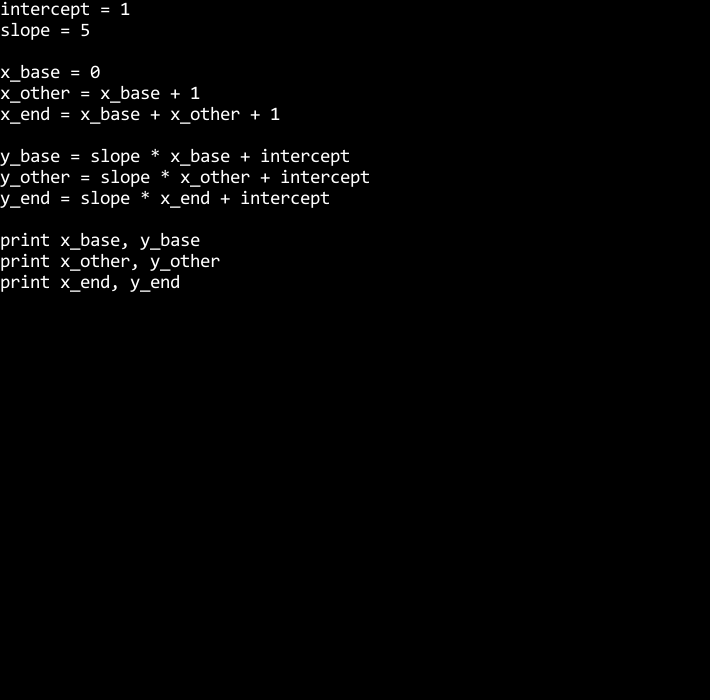 intercept = 1
slope = 5

x_base = 0
x_other = x_base + 1
x_end = x_base + x_other + 1

y_base = slope * x_base + intercept
y_other = slope * x_other + intercept
y_end = slope * x_end + intercept

print x_base, y_base
print x_other, y_other
print x_end, y_end